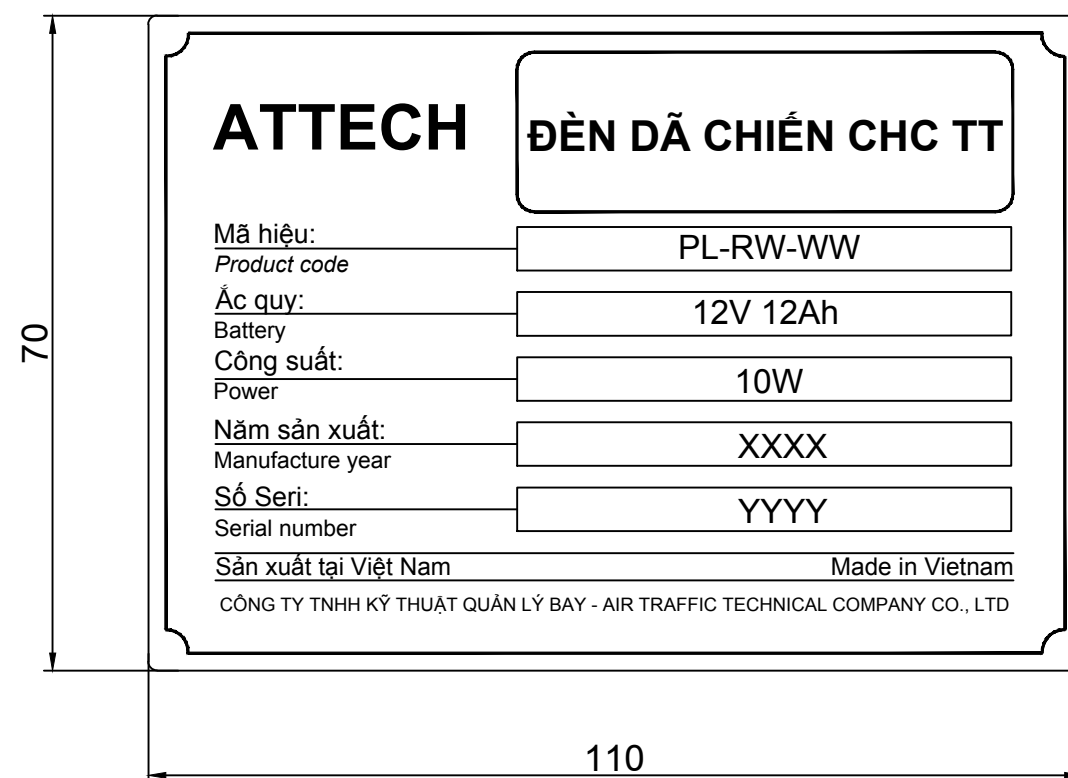 ATTECH
ĐÈN DÃ CHIẾN CHC TT
Mã hiệu:
Product code
PL-RW-WW
Ắc quy:
Battery
12V 12Ah
Công suất:
Power
10W
Năm sản xuất:
Manufacture year
XXXX
Số Seri:
Serial number
YYYY
Sản xuất tại Việt Nam
Made in Vietnam
CÔNG TY TNHH KỸ THUẬT QUẢN LÝ BAY - AIR TRAFFIC TECHNICAL COMPANY CO., LTD
70
110